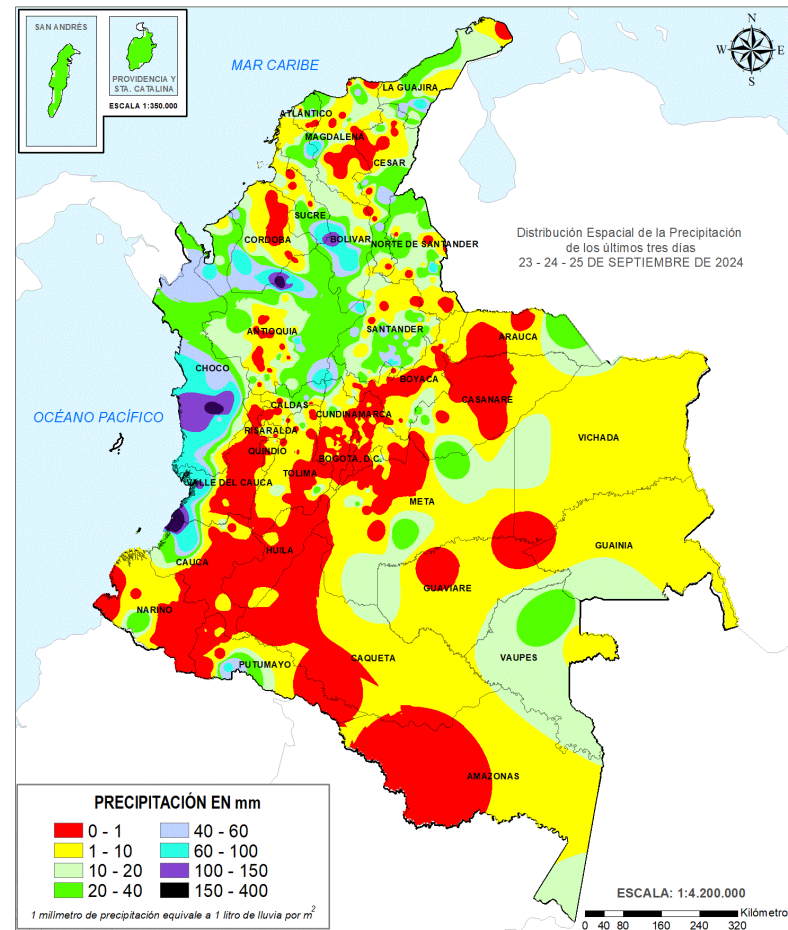 SAN ANDRÉS
PROVIDENCIA Y
STA. CATALINA
ESCALA 1:350.000
N
W
E
S
MAR CARIBE
LA GUAJIRA
ATLÁNTICO
MAGDALENA
CESAR
SUCRE
CORDOBA
BOLIVAR
NORTE DE SANTANDER
Distribución Espacial de la Precipitación
de los últimos tres días
23 - 24 - 25 DE SEPTIEMBRE DE 2024
ANTIOQUIA
SANTANDER
ARAUCA
CHOCO
BOYACA
CASANARE
OCÉANO PACÍFICO
CALDAS
CUNDINAMARCA
RISARALDA
VICHADA
QUINDIO
BOGOTA, D.C.
TOLIMA
VALLE DEL CAUCA
META
HUILA
GUAINIA
CAUCA
GUAVIARE
NARIÑO
PUTUMAYO
CAQUETA
VAUPES
AMAZONAS
PRECIPITACIÓN EN mm
0 - 1
40 - 60
1 - 10
60 - 100
10 - 20
100 - 150
20 - 40
150 - 400
1 milímetro de precipitación equivale a 1 litro de lluvia por m2
ESCALA: 1:4.200.000
Kilómetro
0 40 80 160 240 320